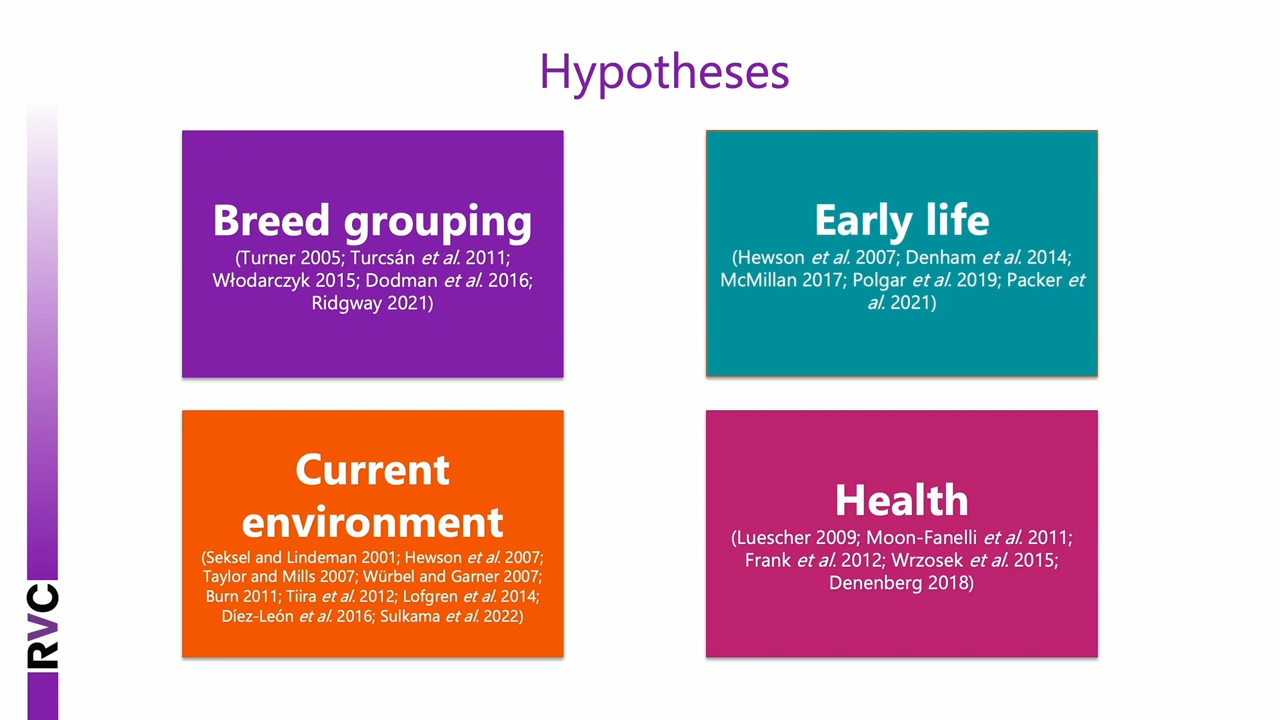 Hypotheses
Breed grouping
(Turner 2005; Turcsán et al. 2011;
Włodarczyk 2015; Dodman et al. 2016;
Ridgway 2021)
Early life
(Hewson et al. 2007; Denham et al. 2014;
McMillan 2017; Polgar et al. 2019; Packer et
al. 2021)
Current
environment
(Seksel and Lindeman 2001; Hewson et al. 2007;
Taylor and Mills 2007; Würbel and Garner 2007;
Burn 2011; Tiira et al. 2012; Lofgren et al. 2014;
Díez-León et al. 2016; Sulkama et al. 2022)
Health
(Luescher 2009; Moon-Fanelli et al. 2011;
Frank et al. 2012; Wrzosek et al. 2015;
Denenberg 2018)
RVC